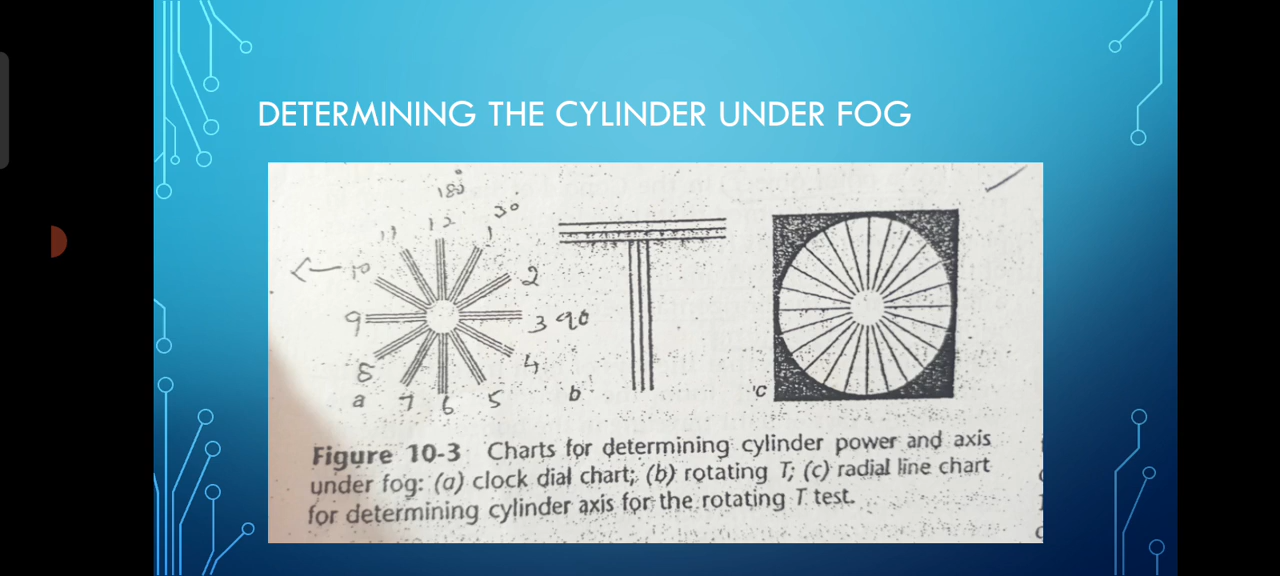 DETERMINING THE CYLINDER UNDER FOG
180°
11 12 1 30
10 2
9 3 90
8 4
a 7 6 5 b 'c
Figure 10-3 Charts for determining cylinder power and axis
under fog: (a) clock dial chart; (b) rotating T; (c) radial line chart
for determining cylinder axis for the rotating T test.